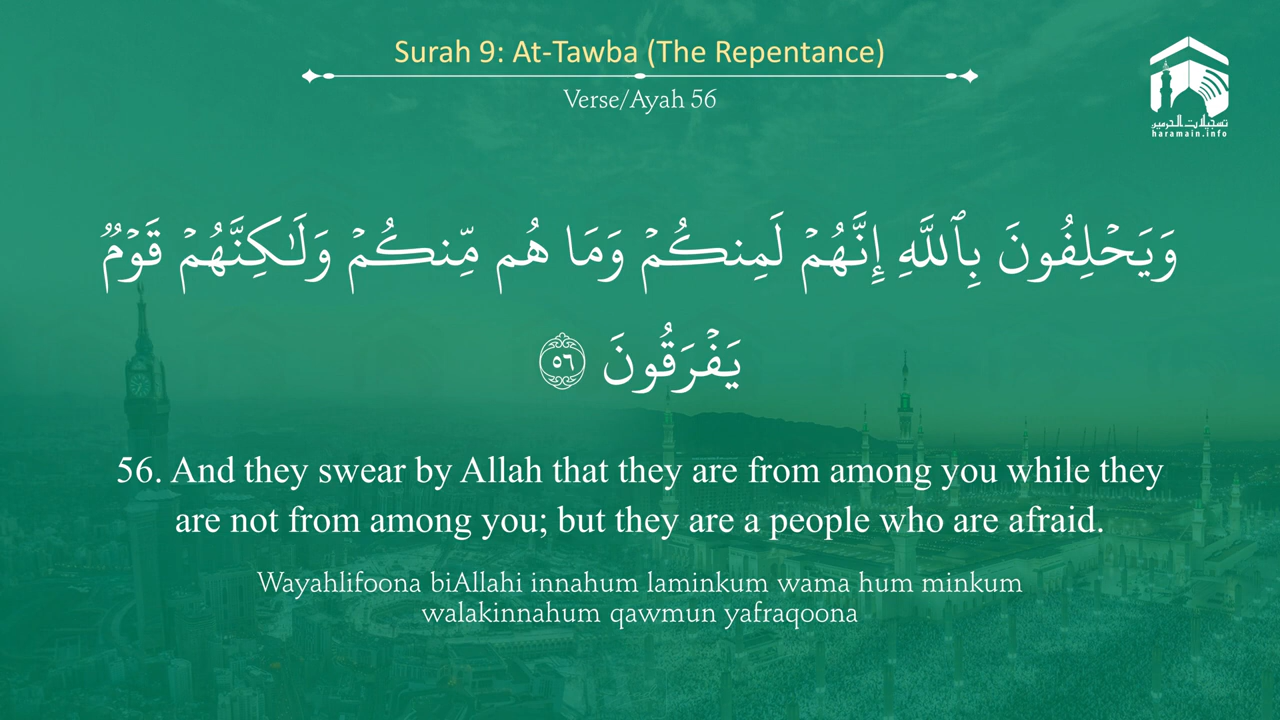 Surah 9: At-Tawba (The Repentance)
Verse/Ayah 56
تسجيلات الحرمين
haramain.info
وَيَحۡلِفُونَ بِٱللَّهِ إِنَّهُمۡ لَمِنكُمۡ وَمَا هُم مِّنكُمۡ وَلَٰكِنَّهُمۡ قَوۡمٞ
يَفۡرَقُونَ ٥٦
56. And they swear by Allah that they are from among you while they
are not from among you; but they are a people who are afraid.
Wayahlifoona biAllahi innahum laminkum wama hum minkum
walakinnahum qawmun yafraqoona